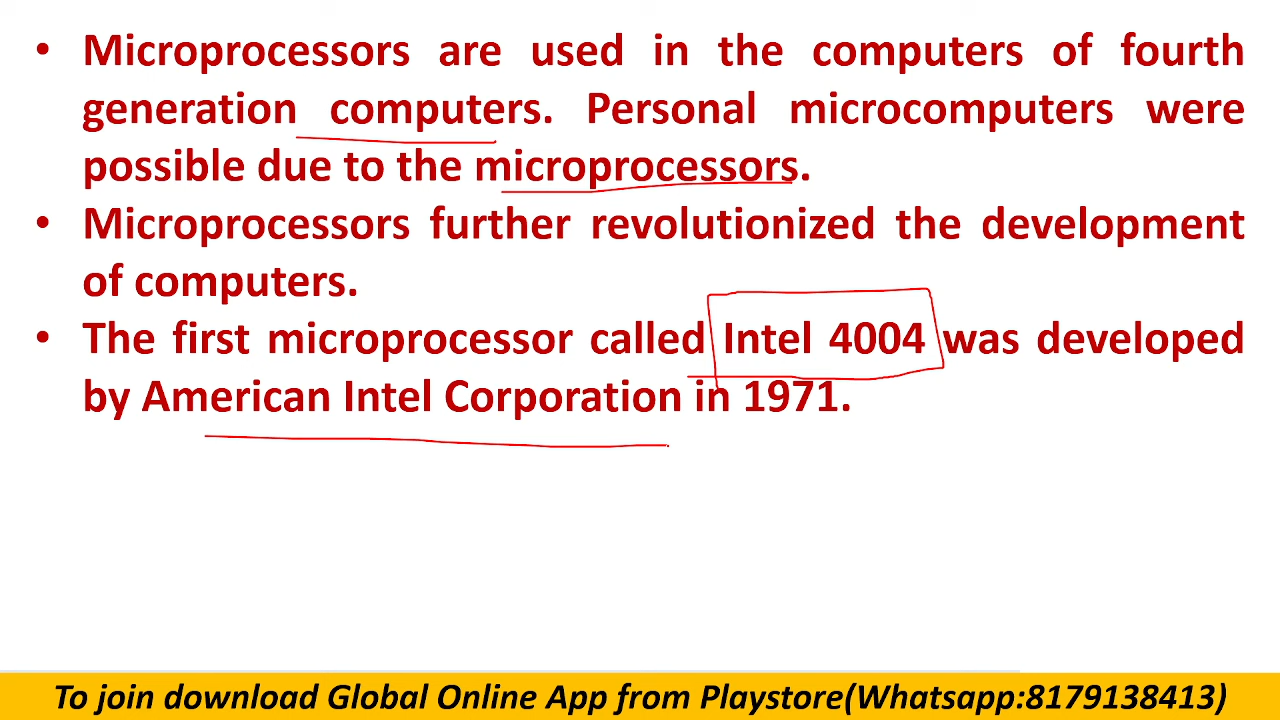 • Microprocessors are used in the computers of fourth
generation computers. Personal microcomputers were
possible due to the microprocessors.
• Microprocessors further revolutionized the development
of computers.
• The first microprocessor called Intel 4004 was developed
by American Intel Corporation in 1971.
To join download Global Online App from Playstore(Whatsapp:8179138413)